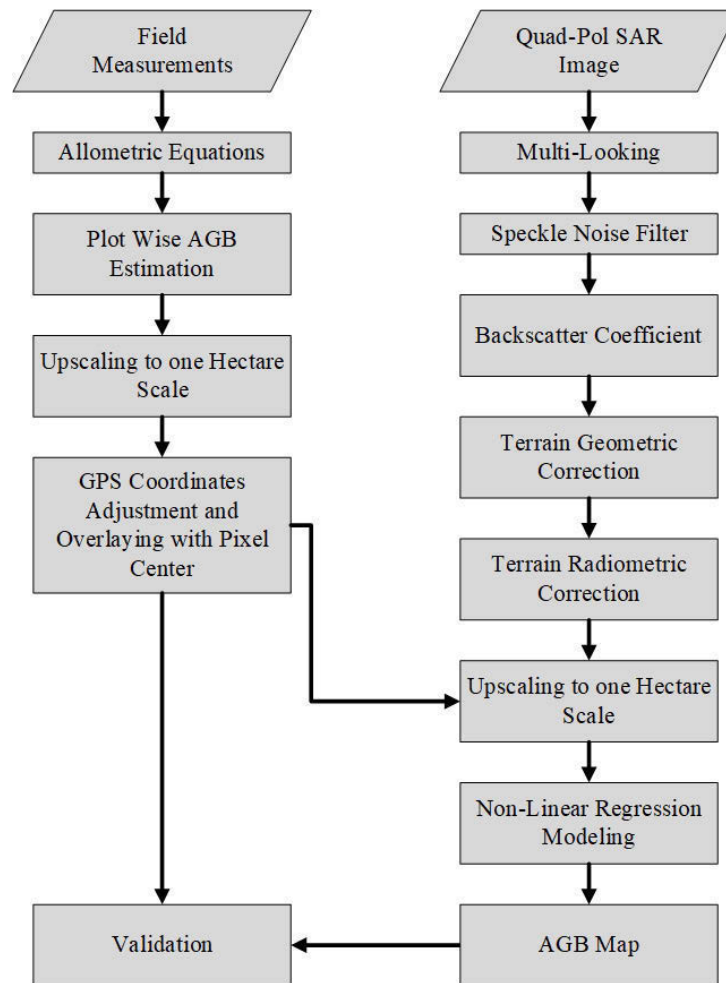 Field
Measurements
Allometric Equations
Plot Wise AGB
Estimation
Upscaling to one Hectare
Scale
GPS Coordinates
Adjustment and
Overlaying with Pixel
Center
Validation
Quad-Pol SAR
Image
Multi-Looking
Speckle Noise Filter
Backscatter Coefficient
Terrain Geometric
Correction
Terrain Radiometric
Correction
Upscaling to one Hectare
Scale
Non-Linear Regression
Modeling
AGB Map